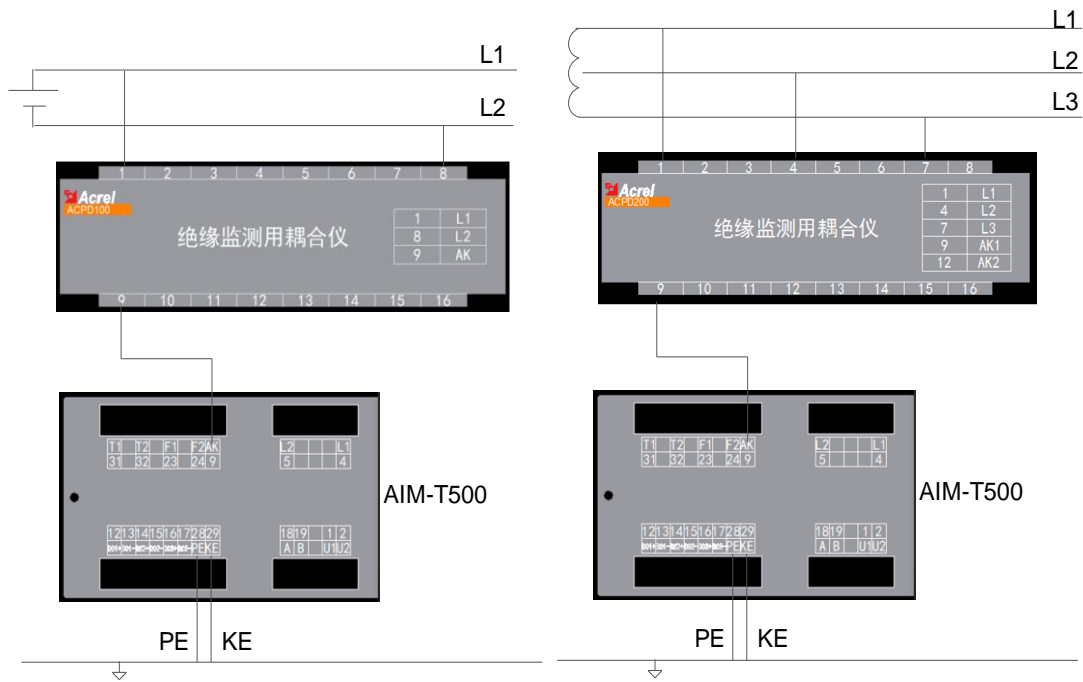 L1
L2
1 2 3 4 5 6 7 8
Acrel
ACPD100
绝缘监测用耦合仪
1 L1
8 L2
9 AK
9 10 11 12 13 14 15 16
T1 T2 F1 F2 AK
31 32 23 24 9
L2 L1
5 4
AIM-T500
12 13 14 15 16 17 28 29
PE KE
18 19 1 2
A B U1 U2
PE KE
L1
L2
L3
1 2 3 4 5 6 7 8
Acrel
ACPD200
绝缘监测用耦合仪
1 L1
4 L2
7 L3
9 AK1
12 AK2
9 10 11 12 13 14 15 16
T1 T2 F1 F2 AK
31 32 23 24 9
L2 L1
5 4
AIM-T500
12 13 14 15 16 17 28 29
PE KE
18 19 1 2
A B U1 U2
PE KE